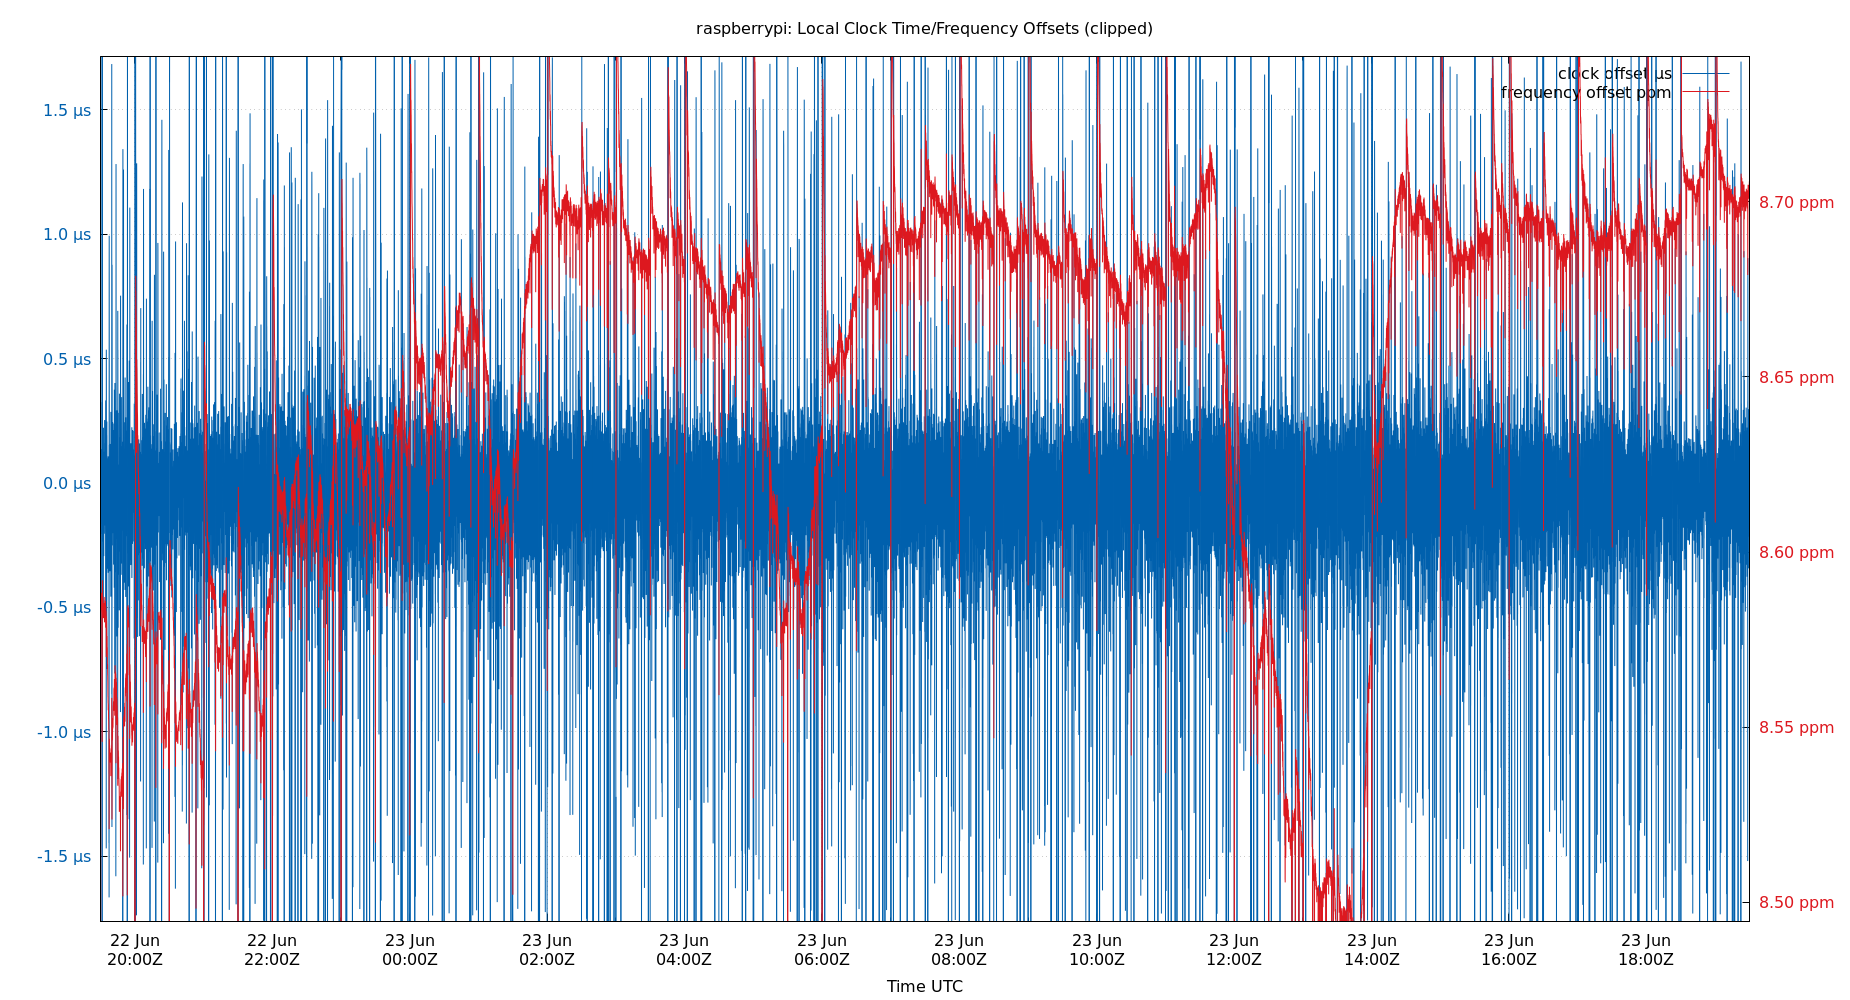 raspberrypi: Local Clock Time/Frequency Offsets (clipped)
clock offset µs
frequency offset ppm
1.5 µs
1.0 µs
0.5 µs
0.0 µs
-0.5 µs
-1.0 µs
-1.5 µs
8.70 ppm
8.65 ppm
8.60 ppm
8.55 ppm
8.50 ppm
22 Jun 22 Jun 23 Jun 23 Jun 23 Jun 23 Jun 23 Jun 23 Jun 23 Jun 23 Jun 23 Jun 23 Jun
20:00Z 22:00Z 00:00Z 02:00Z 04:00Z 06:00Z 08:00Z 10:00Z 12:00Z 14:00Z 16:00Z 18:00Z
Time UTC